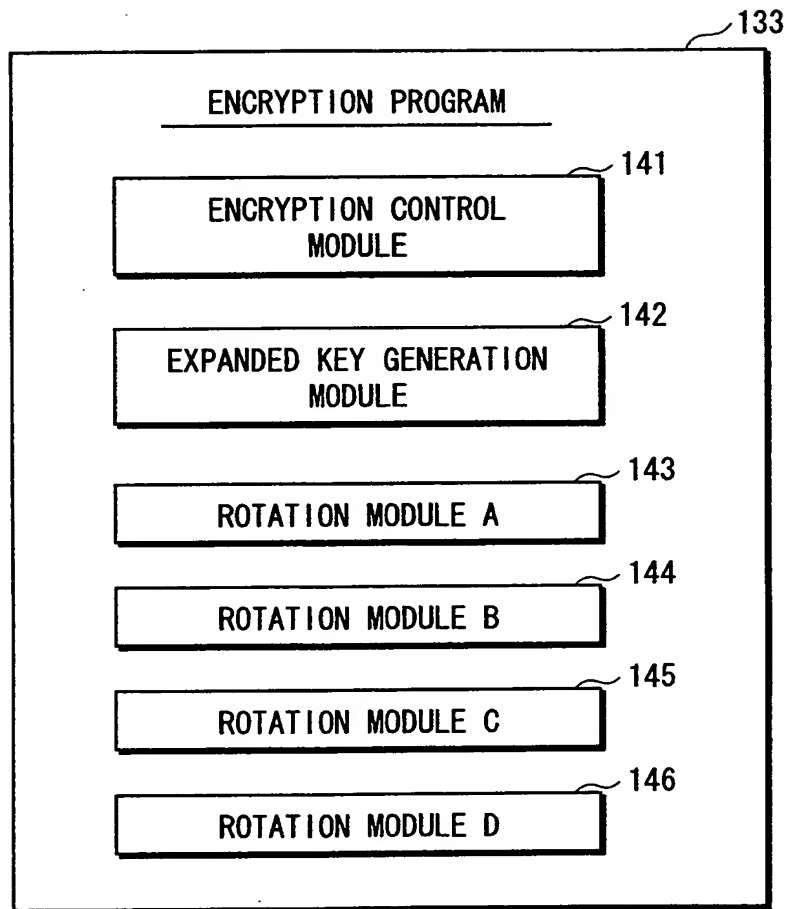 133
ENCRYPTION PROGRAM
141
ENCRYPTION CONTROL
MODULE
142
EXPANDED KEY GENERATION
MODULE
143
ROTATION MODULE A
144
ROTATION MODULE B
145
ROTATION MODULE C
146
ROTATION MODULE D